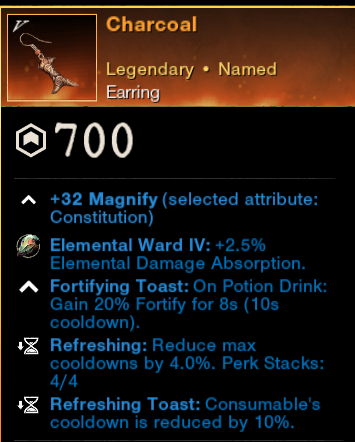 V
Charcoal
Legendary • Named
Earring
700
+32 Magnify (selected attribute:
Constitution)
Elemental Ward IV: +2.5%
Elemental Damage Absorption.
Fortifying Toast: On Potion Drink:
Gain 20% Fortify for 8s (10s
cooldown).
Refreshing: Reduce max
cooldowns by 4.0%. Perk Stacks:
4/4
Refreshing Toast: Consumable's
cooldown is reduced by 10%.